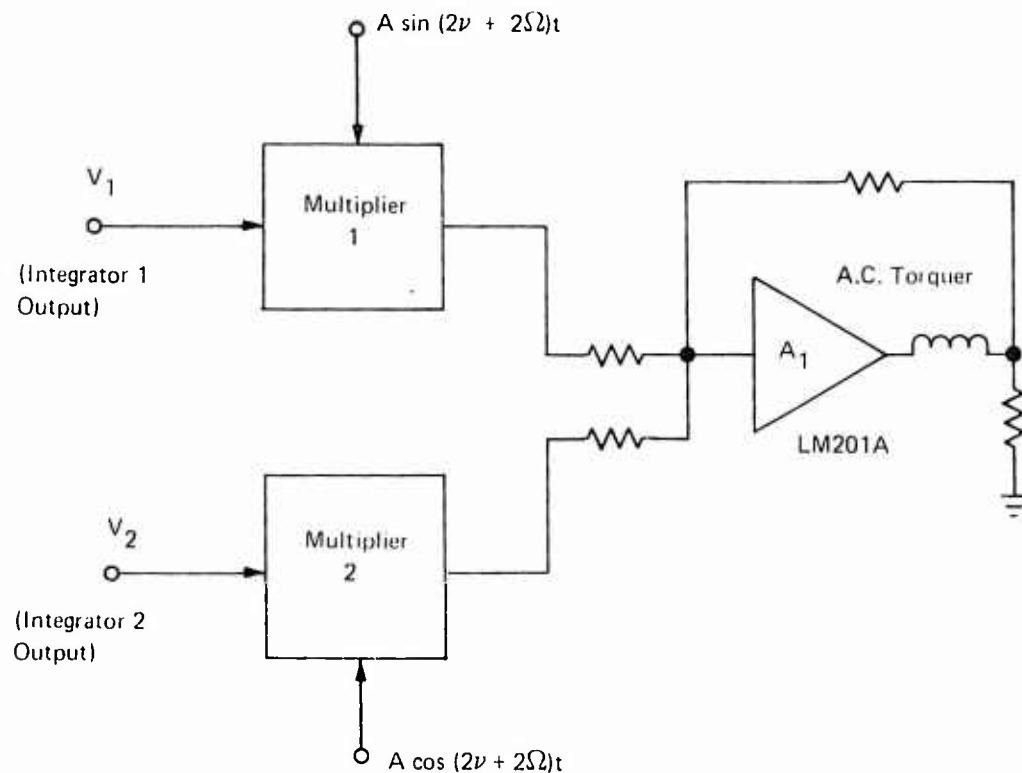 A sin (2ν + 2Ω)t
V1
(Integrator 1
Output)
Multiplier
1
A.C. Torquer
A1
LM201A
V2
(Integrator 2
Output)
Multiplier
2
A cos (2ν + 2Ω)t